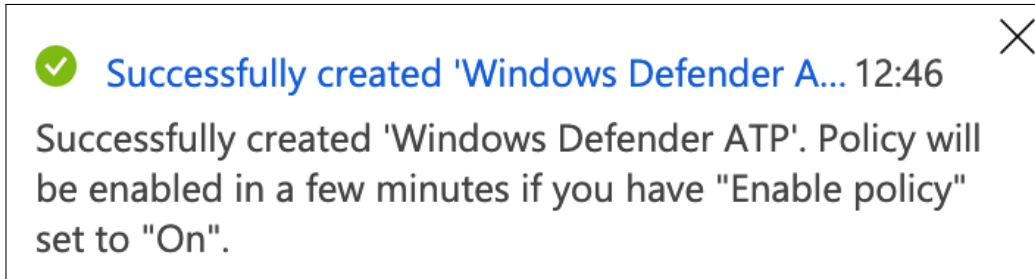 Successfully created 'Windows Defender A... 12:46
Successfully created 'Windows Defender ATP'. Policy will
be enabled in a few minutes if you have "Enable policy"
set to "On".